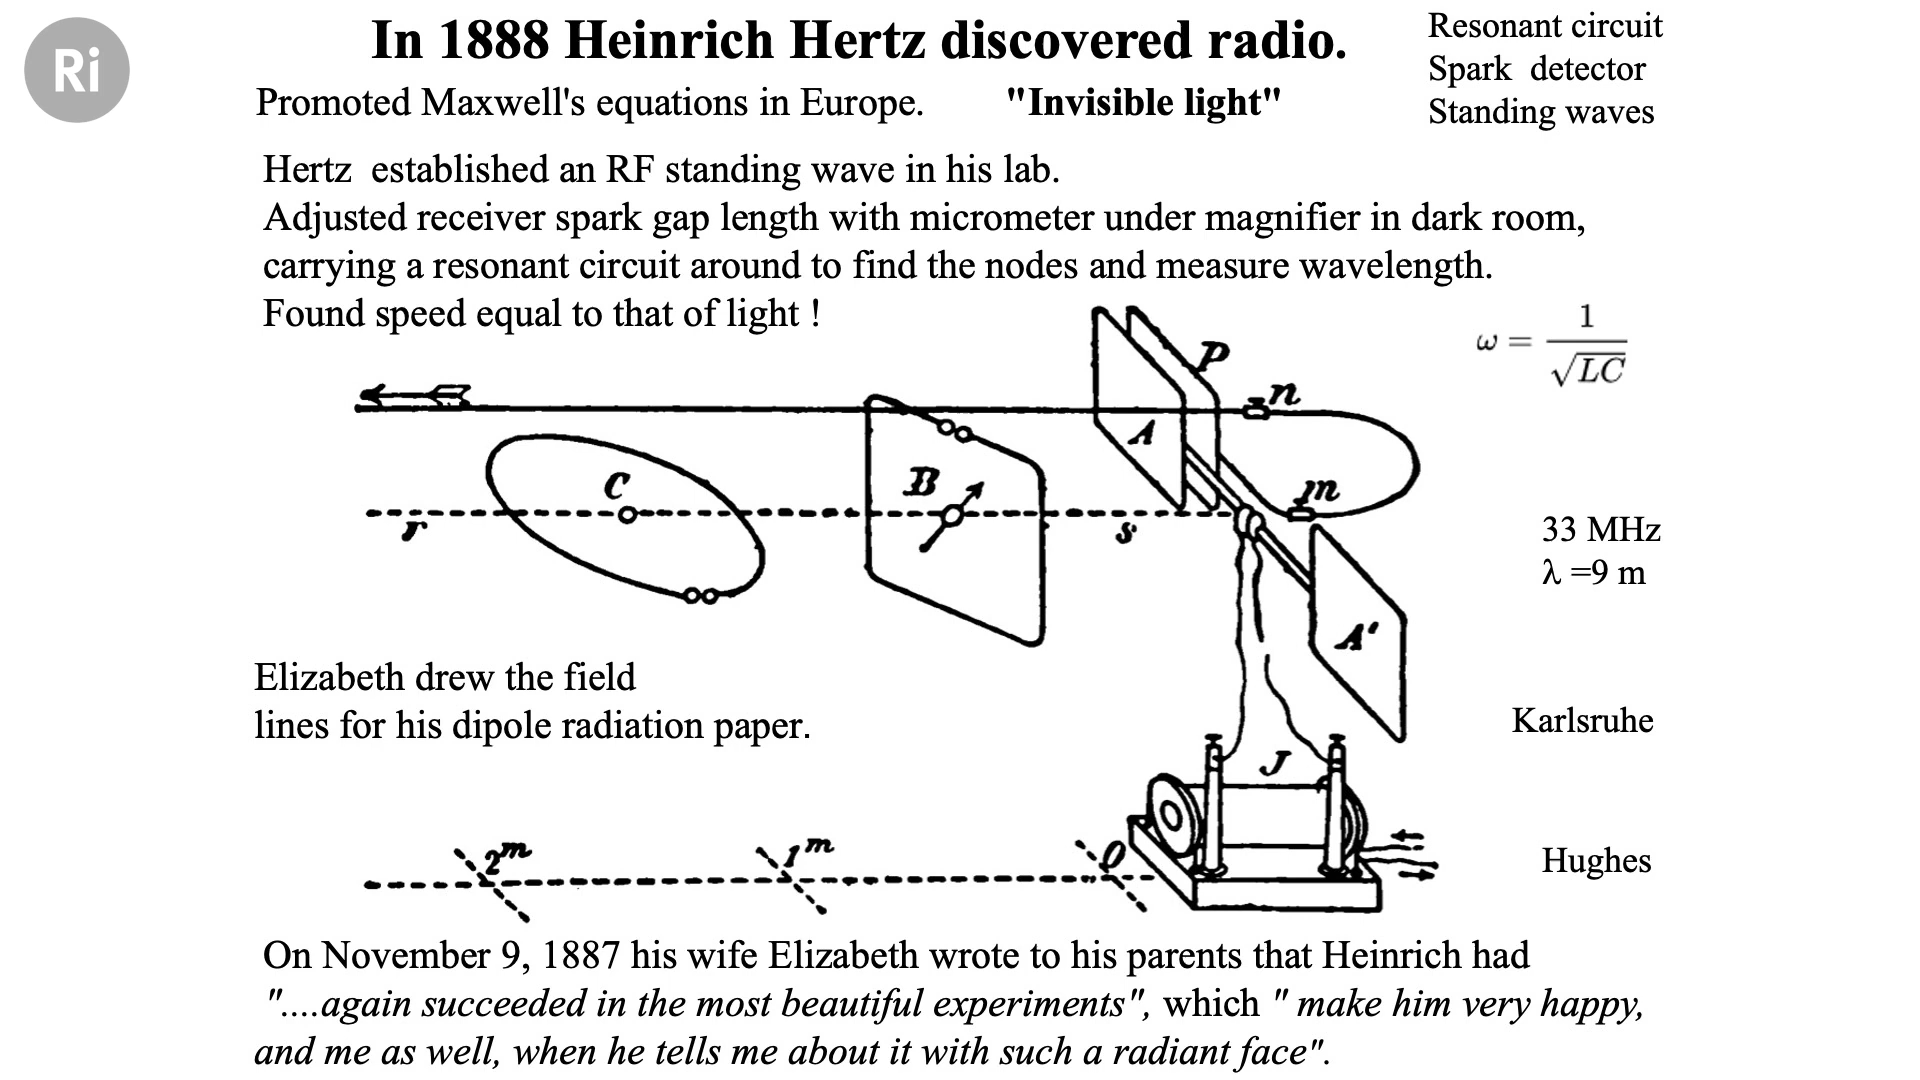 Ri
In 1888 Heinrich Hertz discovered radio.
Resonant circuit
Spark detector
Standing waves
Promoted Maxwell's equations in Europe. "Invisible light"
Hertz established an RF standing wave in his lab.
Adjusted receiver spark gap length with micrometer under magnifier in dark room,
carrying a resonant circuit around to find the nodes and measure wavelength.
Found speed equal to that of light !
ω = 1/√LC
P
n
A
C
B
m
r
s
33 MHz
λ =9 m
A'
Elizabeth drew the field
lines for his dipole radiation paper.
Karlsruhe
J
2m
1m
0
Hughes
On November 9, 1887 his wife Elizabeth wrote to his parents that Heinrich had
"....again succeeded in the most beautiful experiments", which " make him very happy,
and me as well, when he tells me about it with such a radiant face".